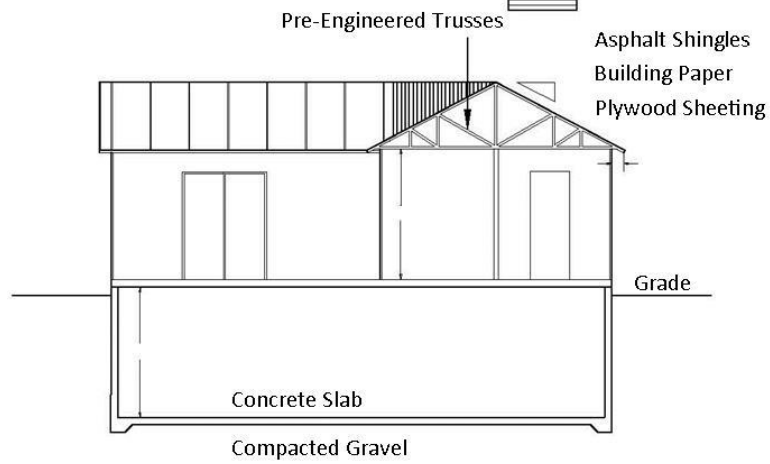 Pre-Engineered Trusses
Asphalt Shingles
Building Paper
Plywood Sheeting
Grade
Concrete Slab
Compacted Gravel